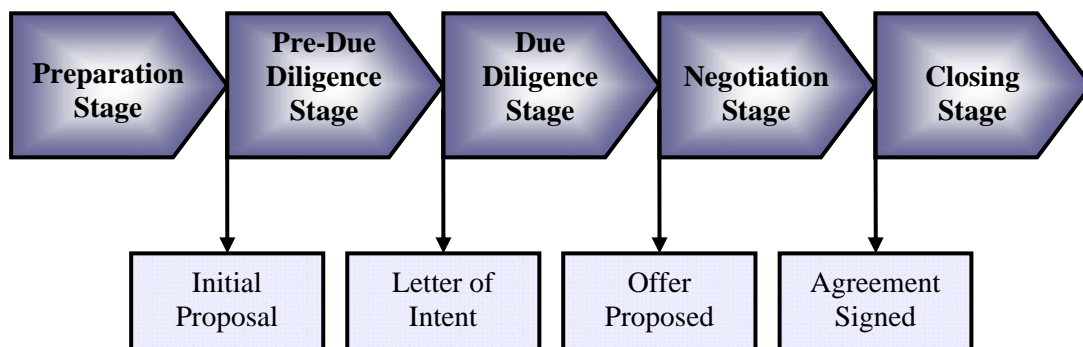 Preparation
Stage
Pre-Due
Diligence
Stage
Due
Diligence
Stage
Negotiation
Stage
Closing
Stage
Initial
Proposal
Letter of
Intent
Offer
Proposed
Agreement
Signed